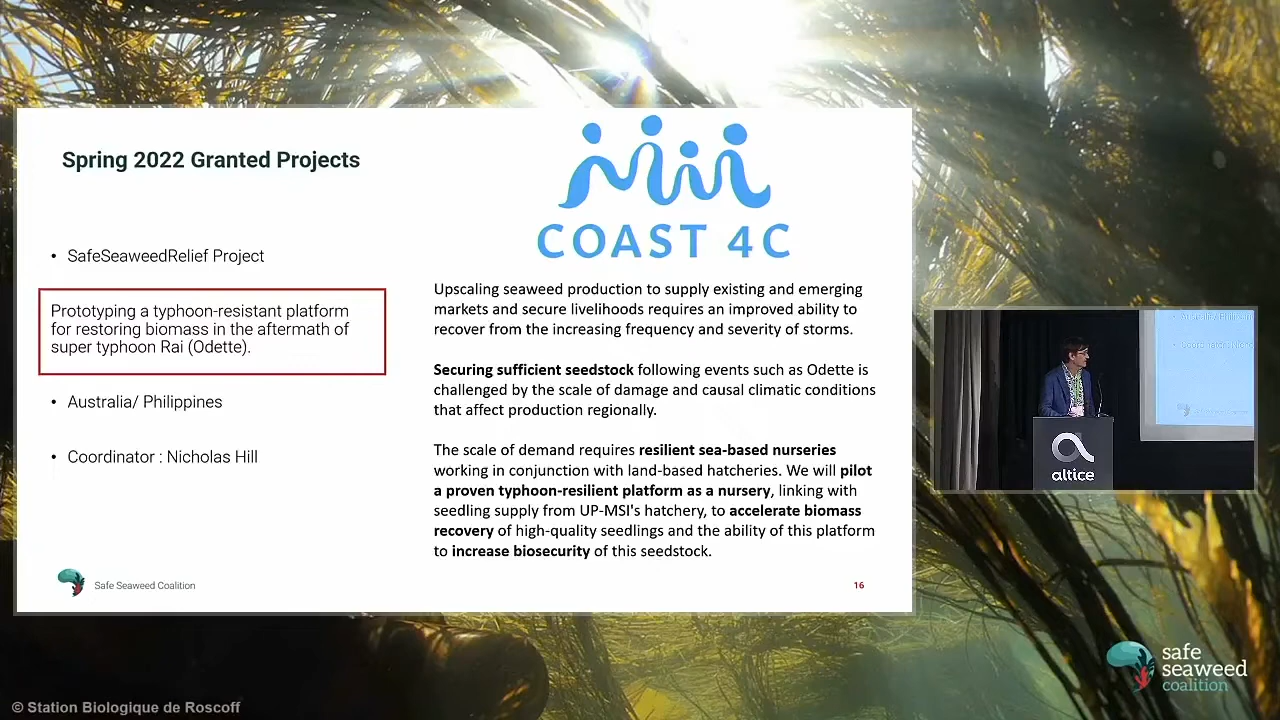 Spring 2022 Granted Projects
• SafeSeaweedRelief Project
Prototyping a typhoon-resistant platform
for restoring biomass in the aftermath of
super typhoon Rai (Odette).
• Australia/ Philippines
• Coordinator : Nicholas Hill
COAST 4C
Upscaling seaweed production to supply existing and emerging
markets and secure livelihoods requires an improved ability to
recover from the increasing frequency and severity of storms.
Securing sufficient seedstock following events such as Odette is
challenged by the scale of damage and causal climatic conditions
that affect production regionally.
The scale of demand requires resilient sea-based nurseries
working in conjunction with land-based hatcheries. We will pilot
a proven typhoon-resilient platform as a nursery, linking with
seedling supply from UP-MSI's hatchery, to accelerate biomass
recovery of high-quality seedlings and the ability of this platform
to increase biosecurity of this seedstock.
Safe Seaweed Coalition
16
altice
safe
seaweed
coalition
© Station Biologique de Roscoff